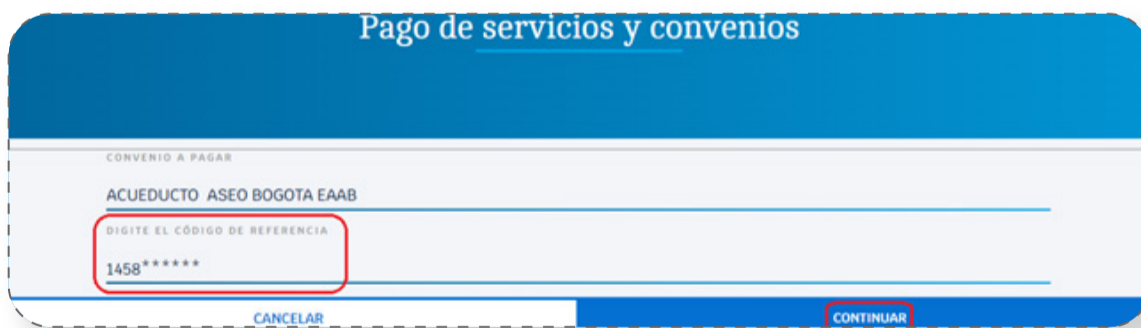 Pago de servicios y convenios
CONVENIO A PAGAR
ACUEDUCTO ASEO BOGOTA EAAB
DIGITE EL CÓDIGO DE REFERENCIA
1458******
CANCELAR
CONTINUAR